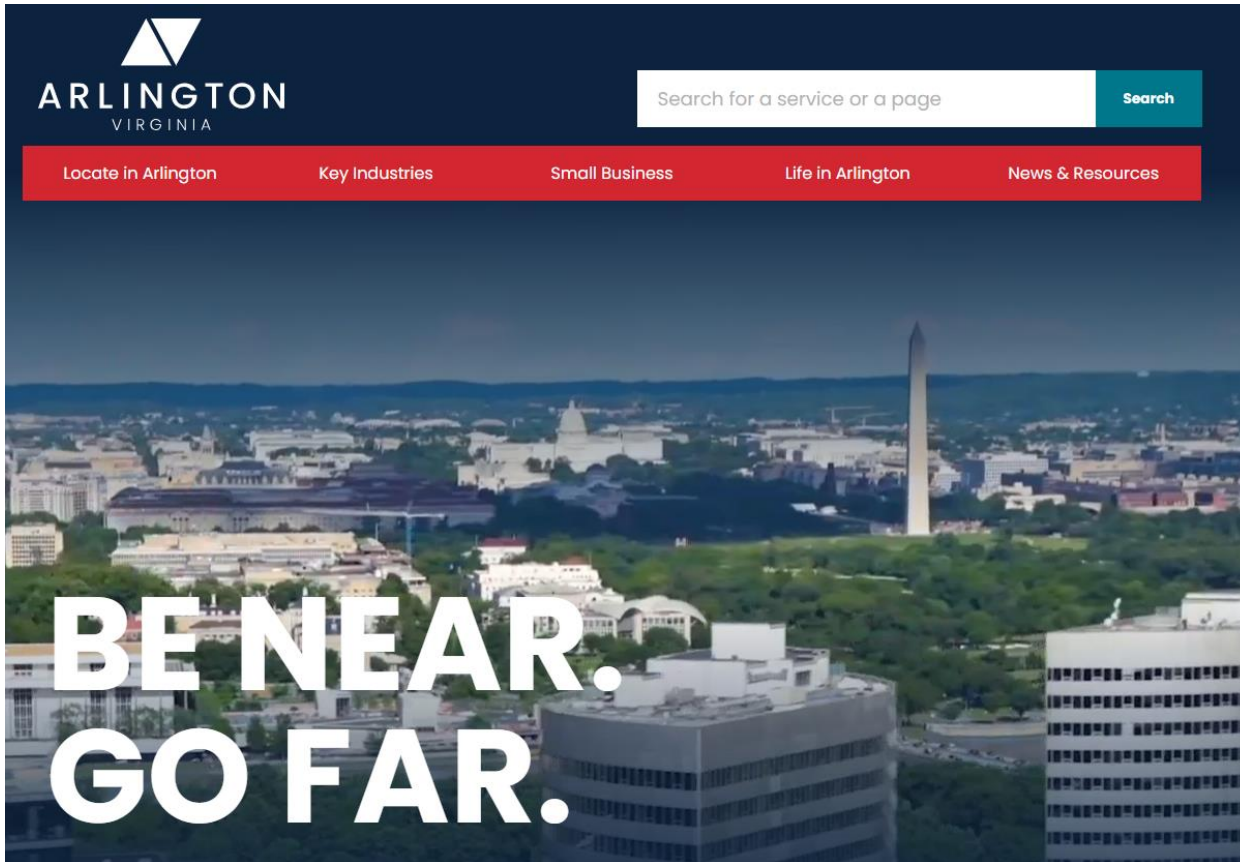 ARLINGTON
VIRGINIA
Search for a service or a page
Search
Locate in Arlington
Key Industries
Small Business
Life in Arlington
News & Resources
BE NEAR.
GO FAR.